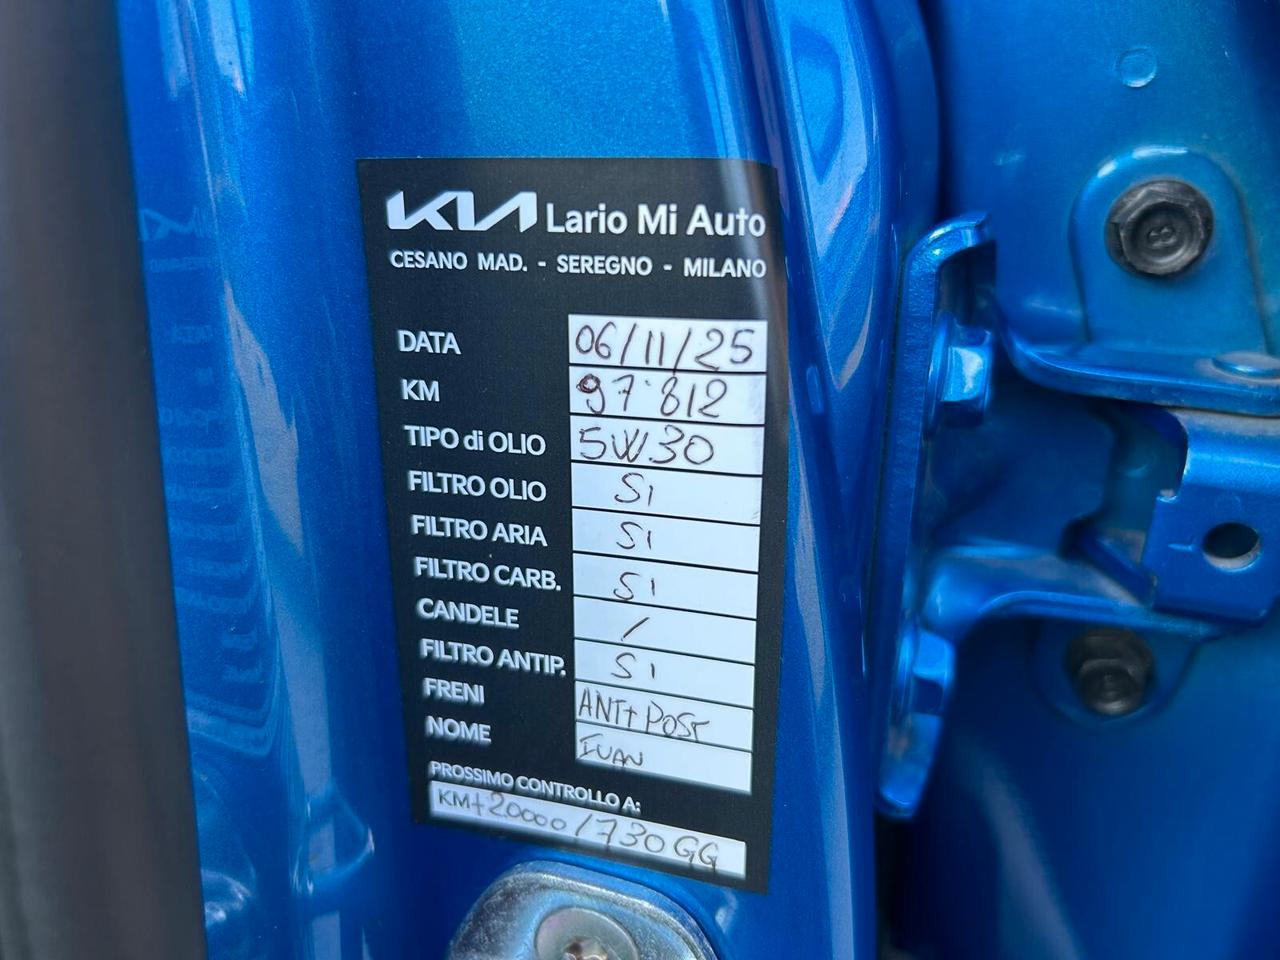 KIA Lario Mi Auto
CESANO MAD. - SEREGNO - MILANO
DATA 06/11/25
KM 97'812
TIPO di OLIO 5W30
FILTRO OLIO SI
FILTRO ARIA SI
FILTRO CARB. SI
CANDELE /
FILTRO ANTIP. SI
FRENI ANT+POST
NOME IVAN
PROSSIMO CONTROLLO A:
KM+20000/730GG
8